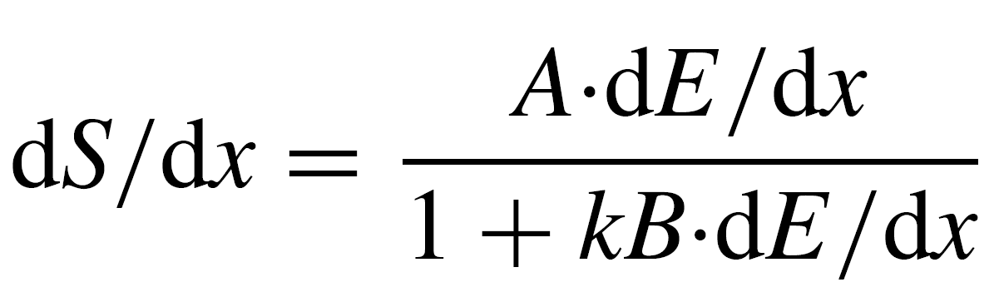 dS/dx = A·dE/dx / 1 + kB·dE/dx